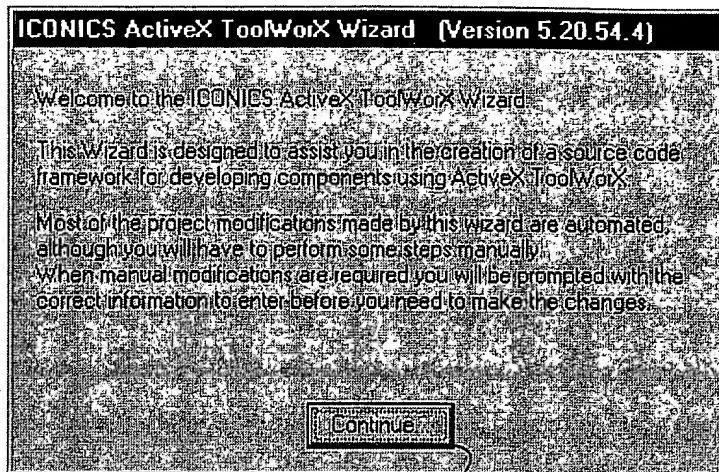 ICONICS ActiveX ToolWorX Wizard (Version 5.20.54.4)
Welcome to the ICONICS ActiveX ToolWorX Wizard.
This Wizard is designed to assist you in the creation of a source code
framework for developing components using ActiveX ToolWorX.
Most of the project modifications made by this wizard are automated,
although you will have to perform some steps manually.
When manual modifications are required you will be prompted with the
correct information to enter before you need to make the changes.
Continue...